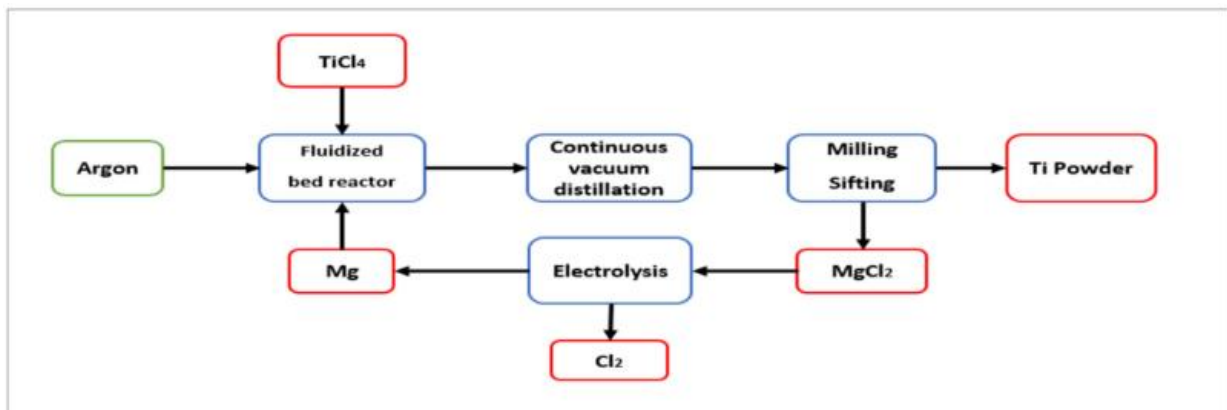 TiCl₄
Argon
Fluidized
bed reactor
Continuous
vacuum
distillation
Milling
Sifting
Ti Powder
Mg
Electrolysis
MgCl₂
Cl₂